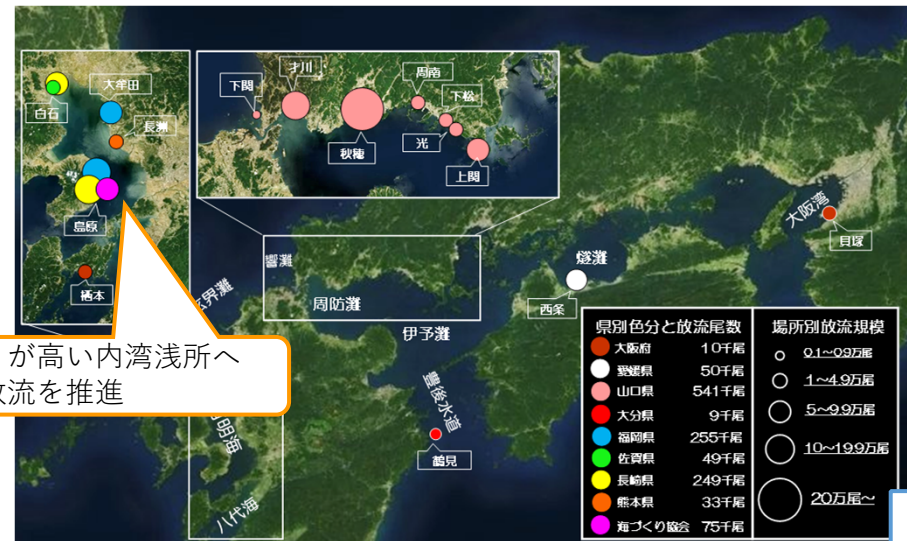 大牟田
白石
長洲
島原
栖本
下関
才川
周南
下松
秋穂
光
上関
響灘
周防灘
伊予灘
燧灘
大阪湾
貝塚
西条
豊後水道
鶴見
界灘
明海
八代海
が高い内湾浅所へ
放流を推進
県別色分と放流尾数
大阪府 10千尾
愛媛県 50千尾
山口県 541千尾
大分県 9千尾
福岡県 255千尾
佐賀県 49千尾
長崎県 249千尾
熊本県 33千尾
海づくり協会 75千尾
場所別放流規模
0.1~0.9万尾
1~4.9万尾
5~9.9万尾
10~19.9万尾
20万尾~